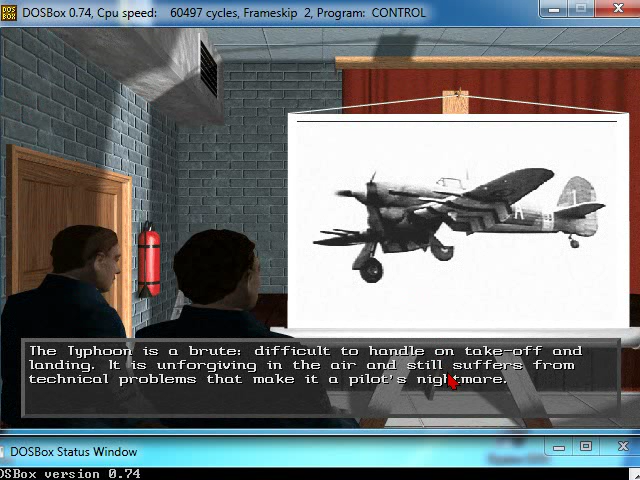 DOSBox 0.74, Cpu speed: 60497 cycles, Frameskip 2, Program: CONTROL
The Typhoon is a brute: difficult to handle on take-off and
landing. It is unforgiving in the air and still suffers from
technical problems that make it a pilot's nightmare.
DOSBox Status Window
DOSBox version 0.74